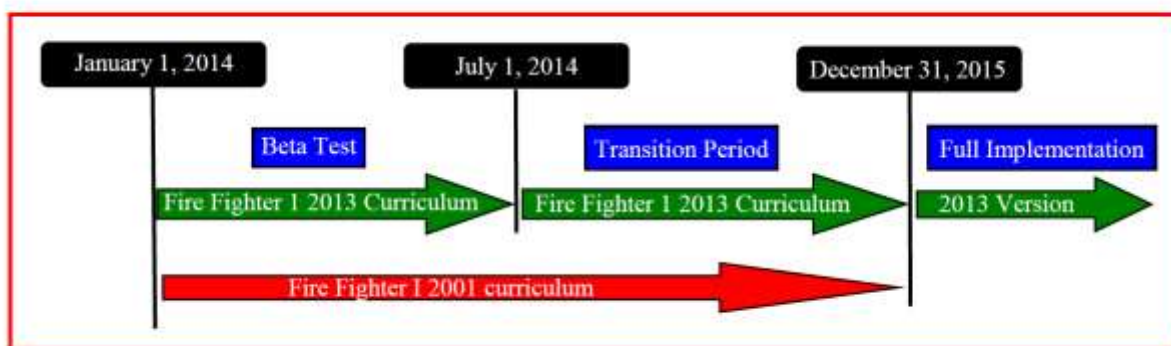 January 1, 2014
July 1, 2014
December 31, 2015
Beta Test
Transition Period
Full Implementation
Fire Fighter 1 2013 Curriculum
Fire Fighter 1 2013 Curriculum
2013 Version
Fire Fighter I 2001 curriculum